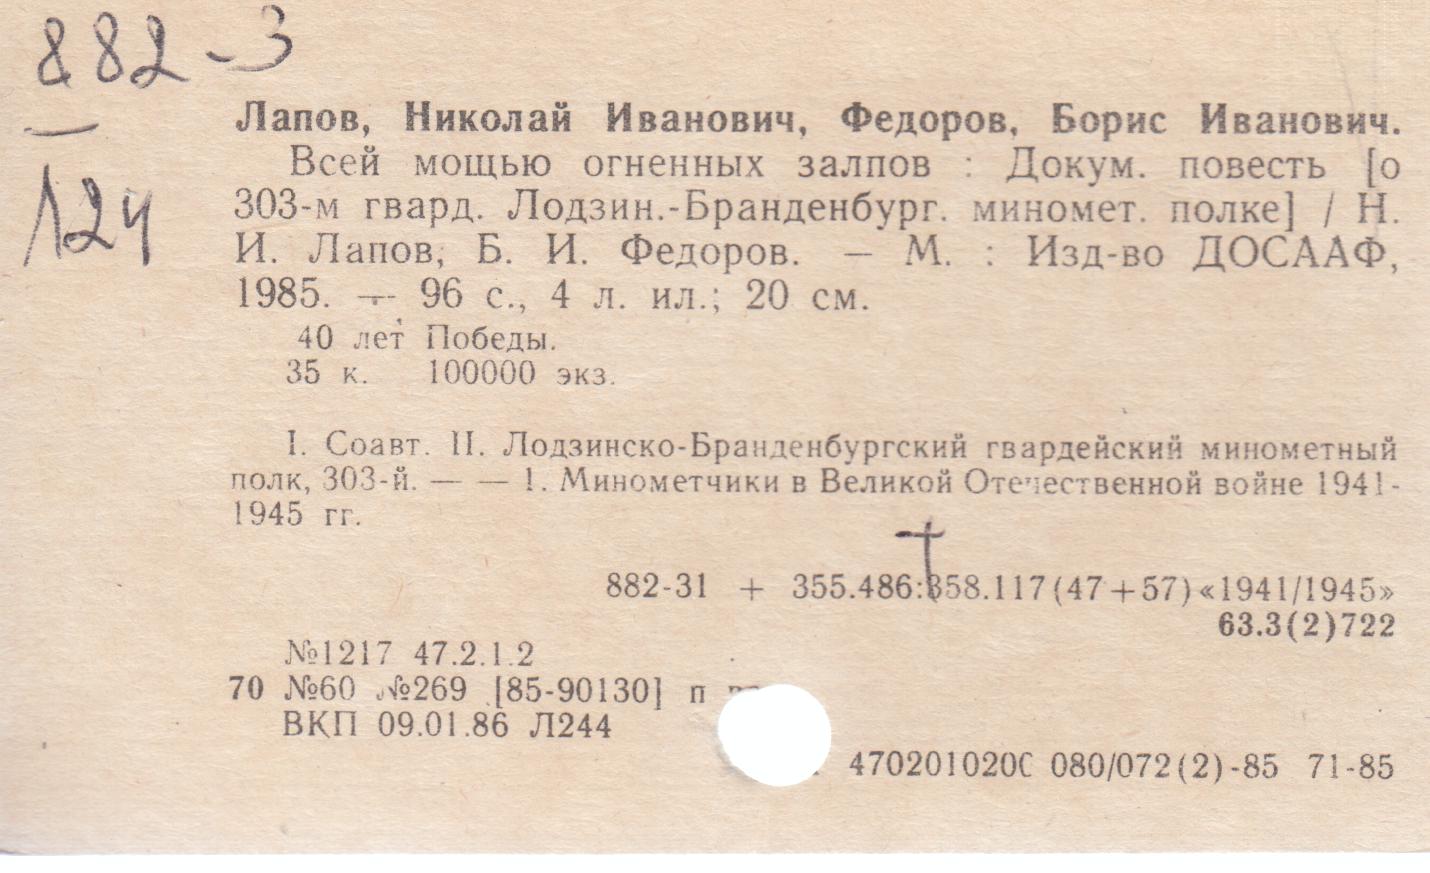 882-3
Лапов, Николай Иванович, Федоров, Борис Иванович.
Всей мощью огненных залпов : Докум. повесть [о
303-м гвард. Лодзин.-Бранденбург. миномет. полке] / Н.
И. Лапов, Б. И. Федоров. — М. : Изд-во ДОСААФ,
1985. — 96 с., 4 л. ил.; 20 см.
40 лет Победы.
35 к. 100000 экз.
I. Соавт. II. Лодзинско-Бранденбургский гвардейский минометный
полк, 303-й. — — 1. Минометчики в Великой Отечественной войне 1941-
1945 гг.
882-31 + 355.486:358.117(47+57)«1941/1945»
63.3(2)722
№1217 47.2.1.2
70 №60 №269 [85-90130] п
ВКП 09.01.86 Л244
4702010200 080/072(2)-85 71-85